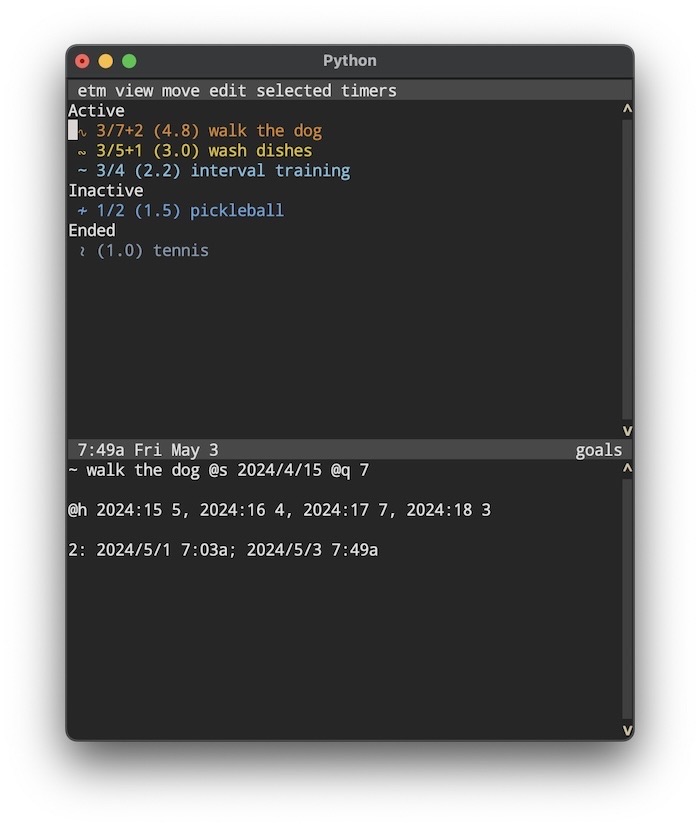 Python
etm view move edit selected timers
Active
∿ 3/7+2 (4.8) walk the dog
∾ 3/5+1 (3.0) wash dishes
~ 3/4 (2.2) interval training
Inactive
≁ 1/2 (1.5) pickleball
Ended
≀ (1.0) tennis
7:49a Fri May 3 goals
~ walk the dog @s 2024/4/15 @q 7
@h 2024:15 5, 2024:16 4, 2024:17 7, 2024:18 3
2: 2024/5/1 7:03a; 2024/5/3 7:49a